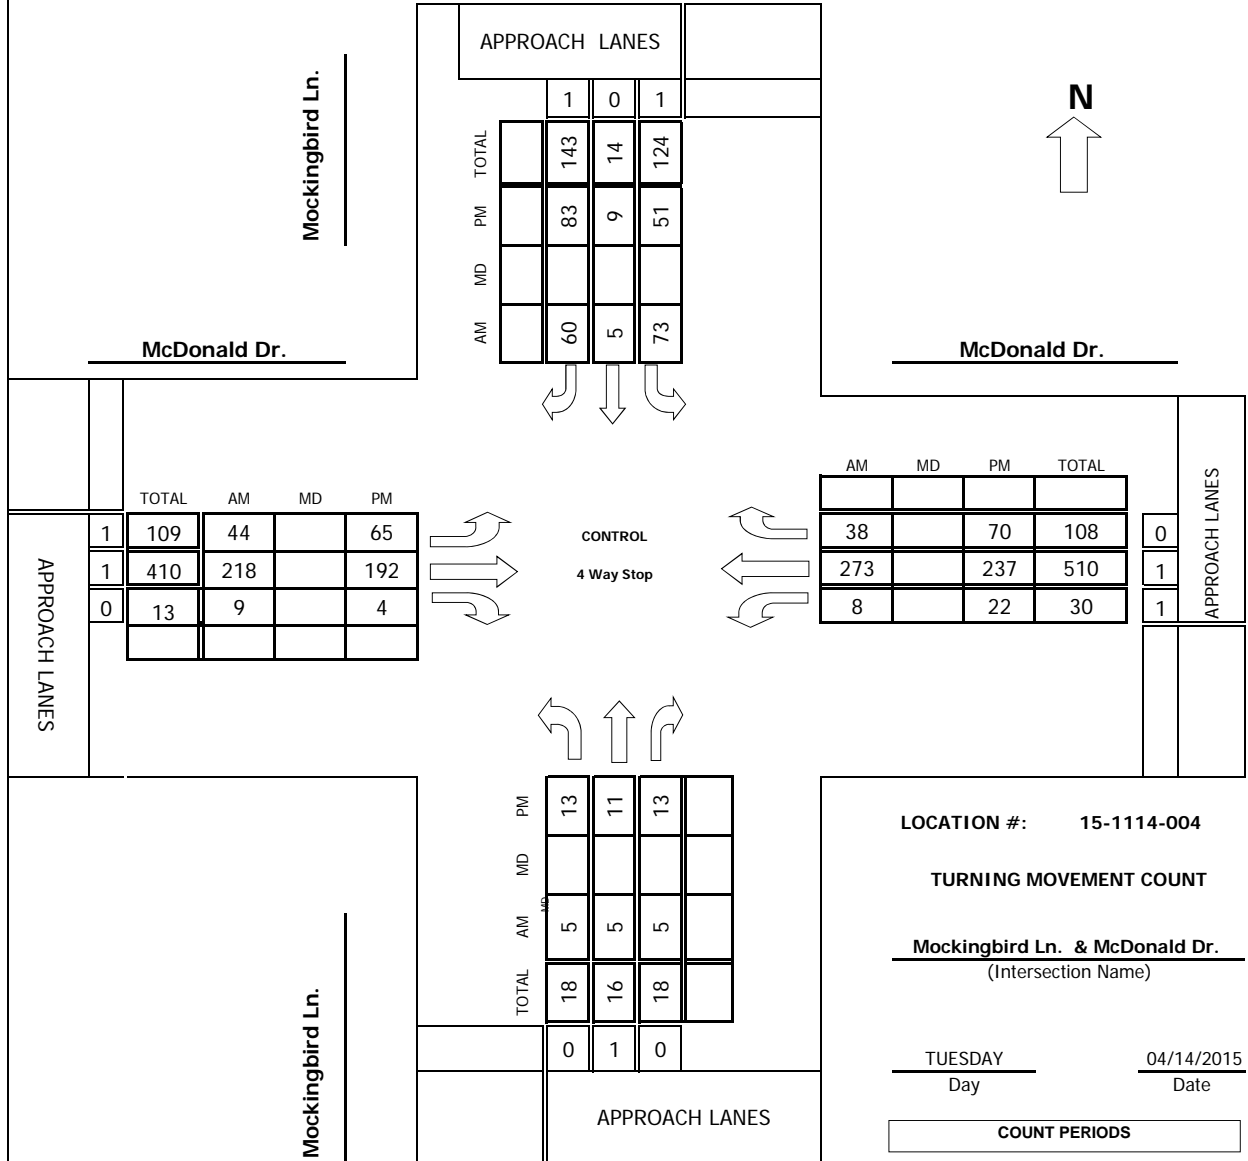 APPROACH LANES
1 0 1
N
Mockingbird Ln.
TOTAL 143 14 124
PM 83 9 51
MD
AM 60 5 73
McDonald Dr.
McDonald Dr.
AM MD PM TOTAL
TOTAL AM MD PM
1 109 44 65
CONTROL
38 70 108 0
1 410 218 192
4 Way Stop
273 237 510 1
0 13 9 4
8 22 30 1
APPROACH LANES
APPROACH LANES
PM 13 11 13
MD
MD
AM 5 5 5
TOTAL 18 16 18
0 1 0
APPROACH LANES
Mockingbird Ln.
LOCATION #: 15-1114-004
TURNING MOVEMENT COUNT
Mockingbird Ln. & McDonald Dr.
(Intersection Name)
TUESDAY 04/14/2015
Day Date
COUNT PERIODS